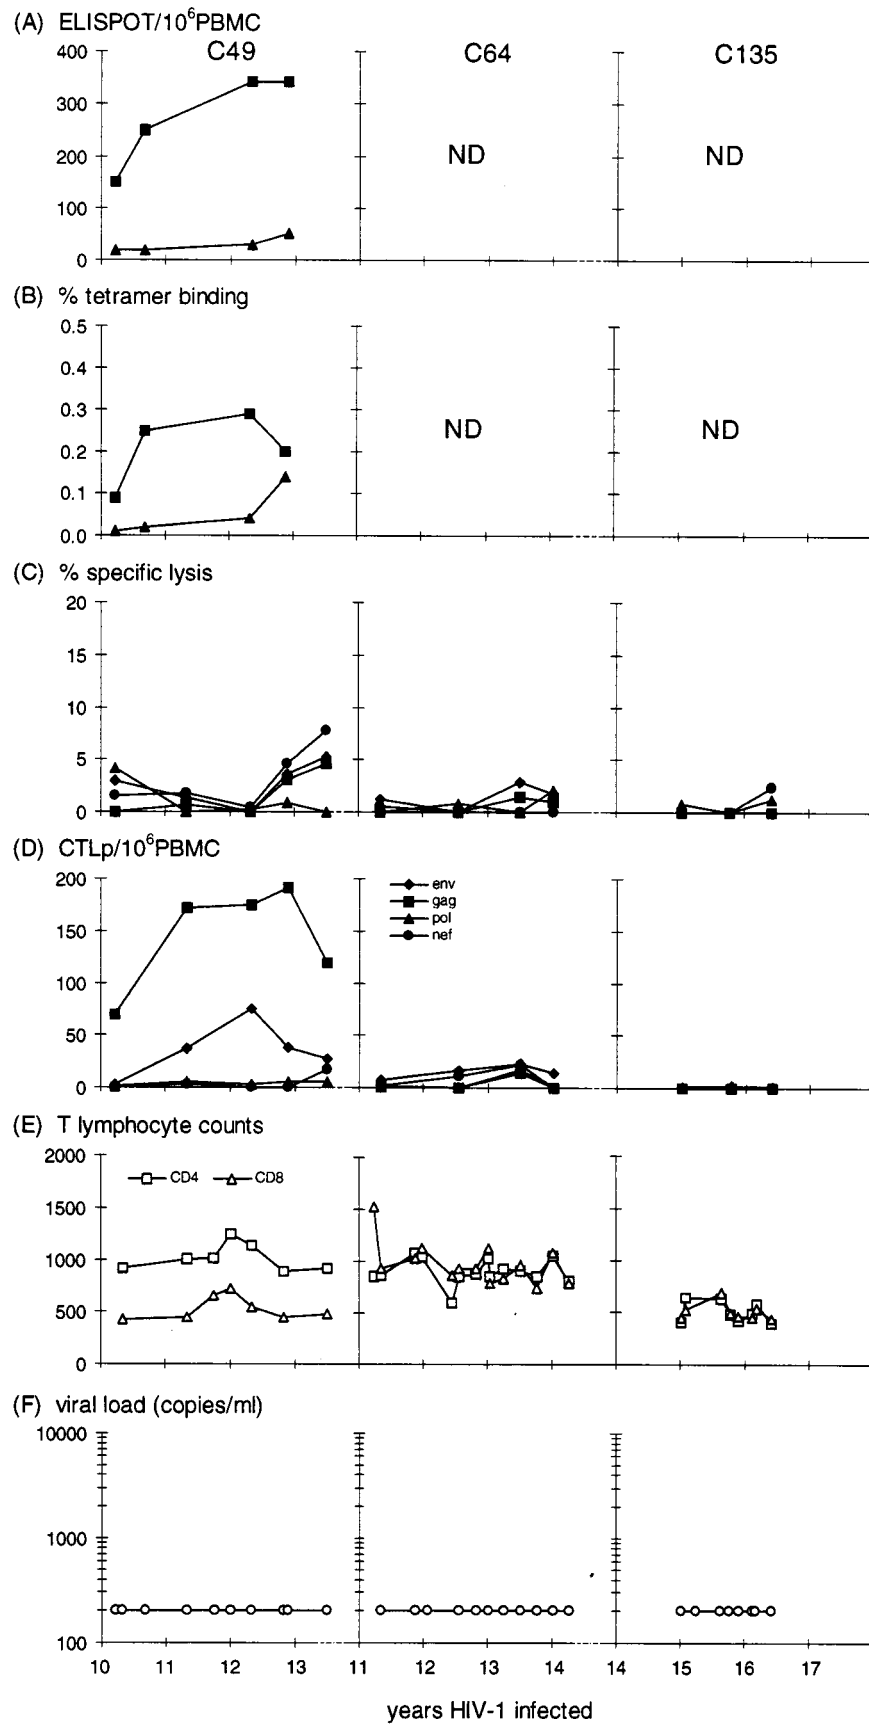 (A) ELISPOT/10⁶PBMC
C49 C64 C135
400
300
200
100
0
ND ND
(B) % tetramer binding
0.5
0.4
0.3
0.2
0.1
0.0
ND ND
(C) % specific lysis
20
15
10
5
0
(D) CTLp/10⁶PBMC
200
150
100
50
0
env
gag
pol
nef
(E) T lymphocyte counts
2000
1500
1000
500
0
CD4 CD8
(F) viral load (copies/ml)
10000
1000
100
10 11 12 13 11 12 13 14 14 15 16 17
years HIV-1 infected